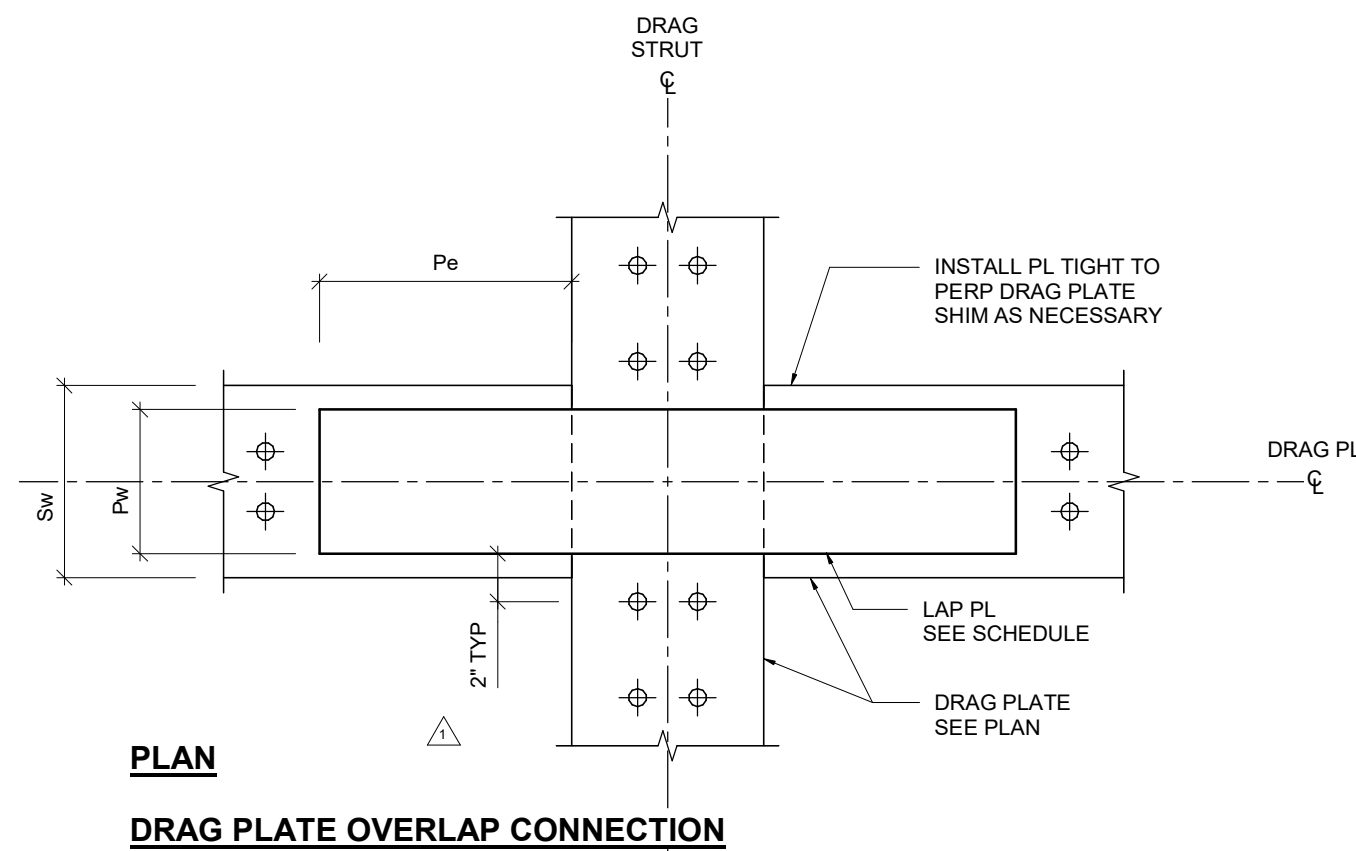 DRAG
STRUT
℄
Pe
INSTALL PL TIGHT TO
PERP DRAG PLATE
SHIM AS NECESSARY
DRAG PL
℄
Sw
Pw
2" TYP
LAP PL
SEE SCHEDULE
DRAG PLATE
SEE PLAN
1
PLAN
DRAG PLATE OVERLAP CONNECTION